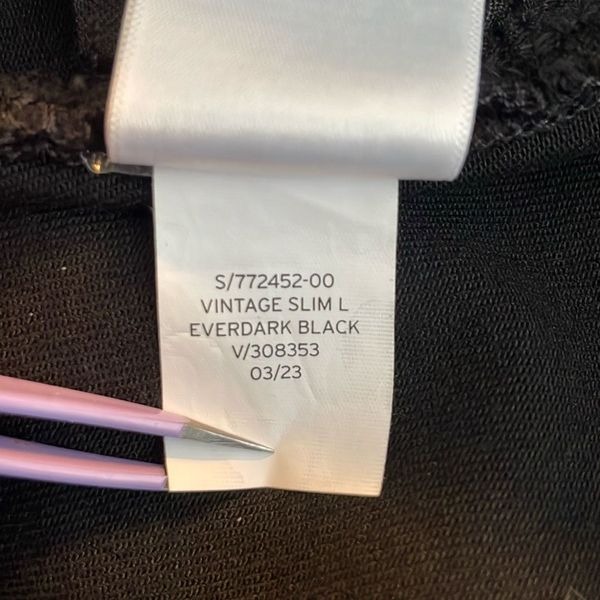 S/772452-00
VINTAGE SLIM L
EVERDARK BLACK
V/308353
03/23